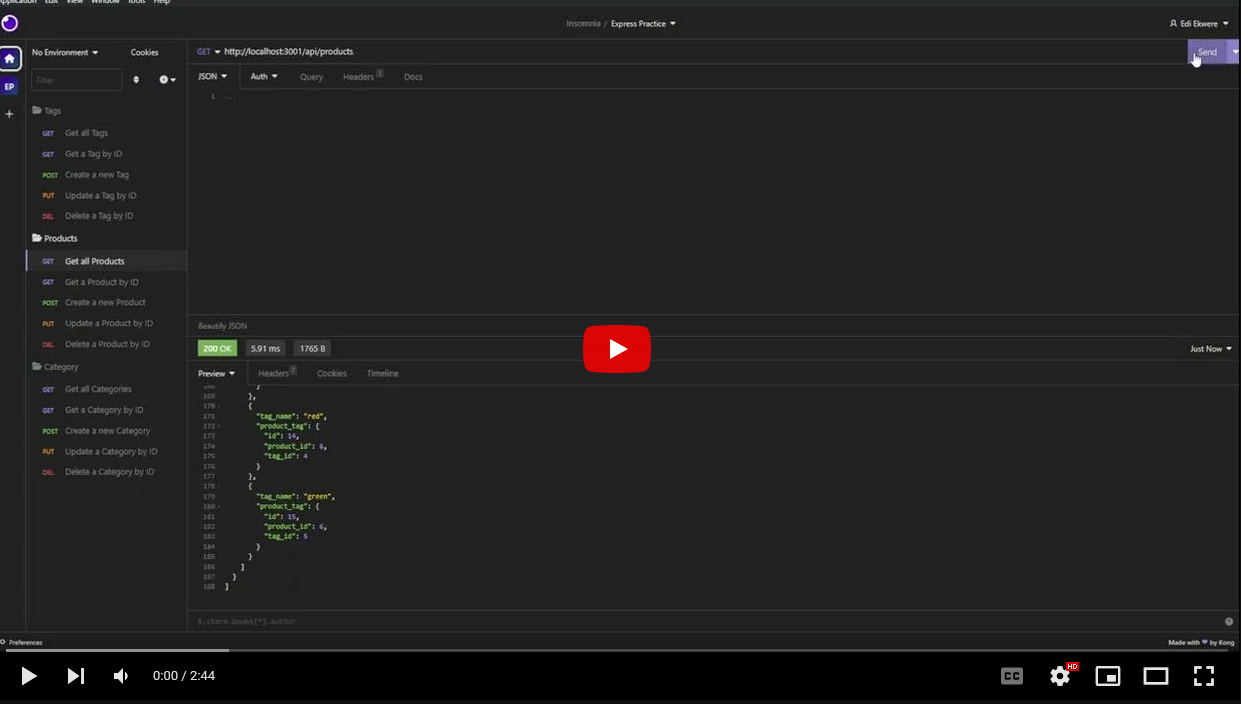 Application Edit View Window Tools Help
Insomnia / Express Practice
Edi Ekwere
No Environment
Cookies
GET http://localhost:3001/api/products
Send
Filter
JSON
Auth
Query
Headers 1
Docs
EP
1 ...
Tags
GET Get all Tags
GET Get a Tag by ID
POST Create a new Tag
PUT Update a Tag by ID
DEL Delete a Tag by ID
Products
GET Get all Products
GET Get a Product by ID
POST Create a new Product
PUT Update a Product by ID
DEL Delete a Product by ID
Category
GET Get all Categories
GET Get a Category by ID
POST Create a new Category
PUT Update a Category by ID
DEL Delete a Category by ID
Beautify JSON
200 OK 5.91 ms 1765 B
Just Now
Preview
Headers 7
Cookies
Timeline
168 }
169 },
170 {
171 "tag_name": "red",
172 "product_tag": {
173 "id": 14,
174 "product_id": 6,
175 "tag_id": 4
176 }
177 },
178 {
179 "tag_name": "green",
180 "product_tag": {
181 "id": 15,
182 "product_id": 6,
183 "tag_id": 5
184 }
185 }
186 ]
187 }
188 ]
$.store.books[*].author
Preferences
Made with ♥ by Kong
0:00 / 2:44
CC
HD